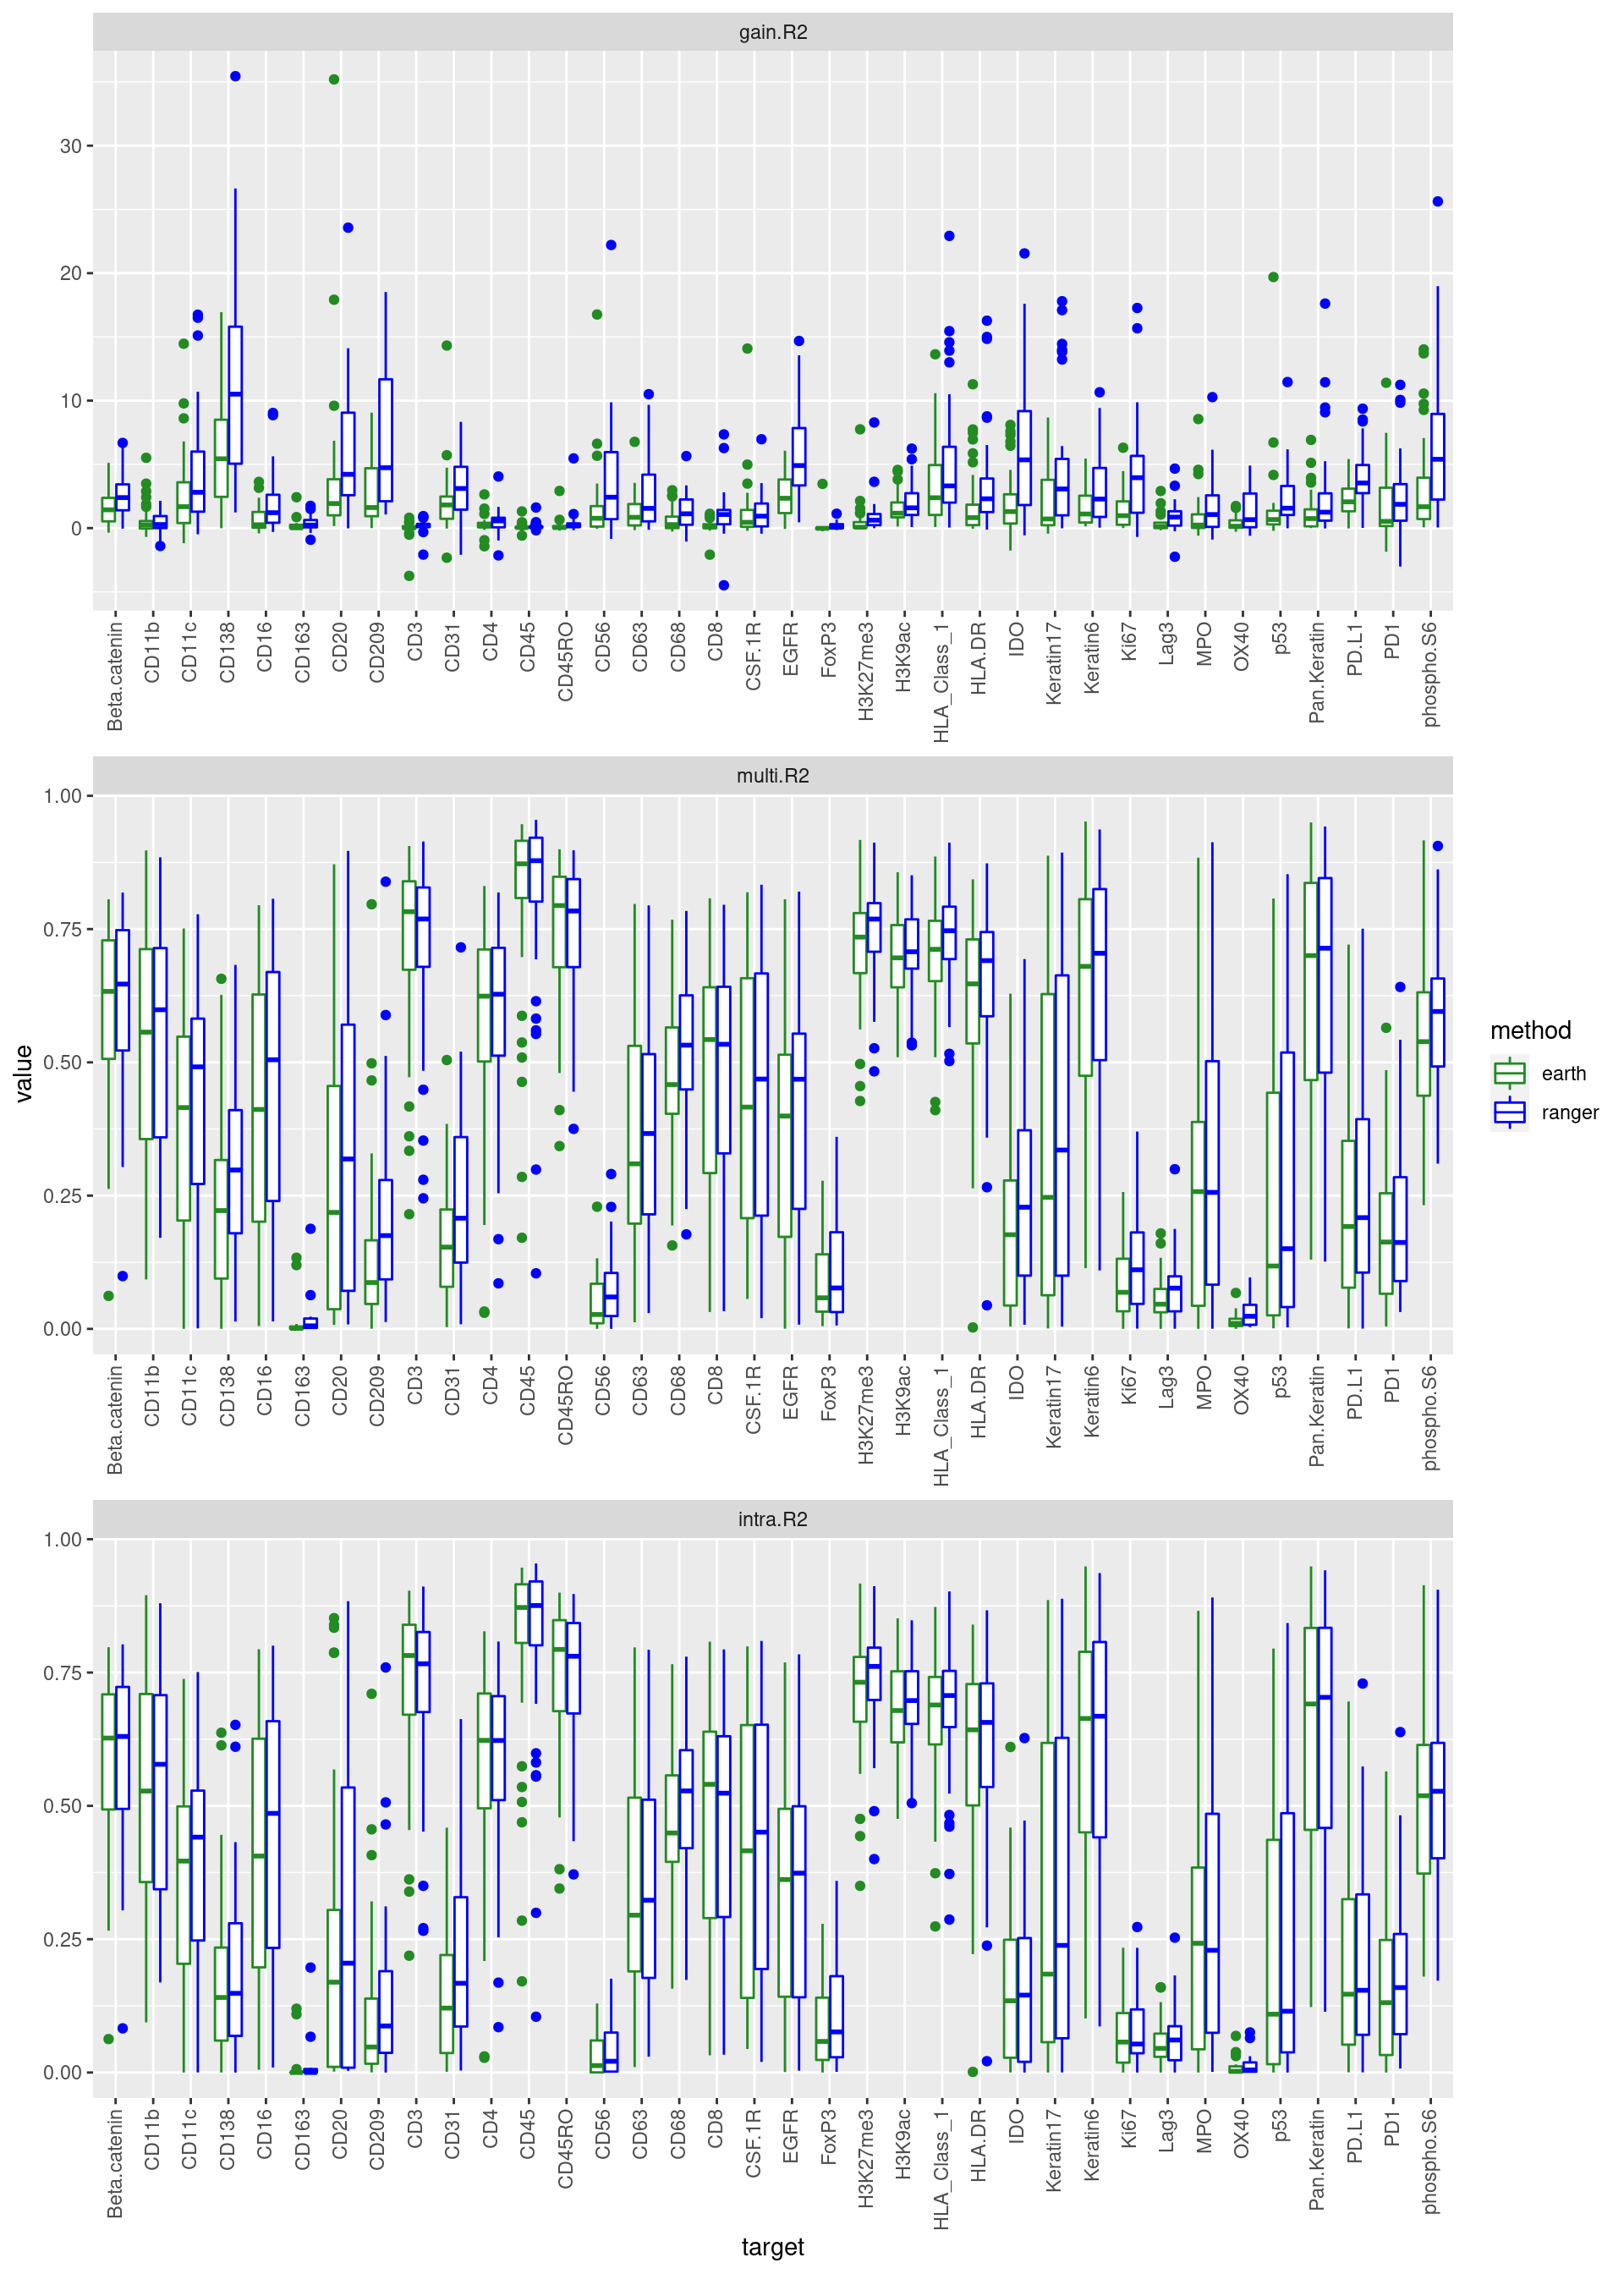 gain.R2
30
20
10
0
Beta.catenin
CD11b
CD11c
CD138
CD16
CD163
CD20
CD209
CD3
CD31
CD4
CD45
CD45RO
CD56
CD63
CD68
CD8
CSF.1R
EGFR
FoxP3
H3K27me3
H3K9ac
HLA_Class_1
HLA.DR
IDO
Keratin17
Keratin6
Ki67
Lag3
MPO
OX40
p53
Pan.Keratin
PD.L1
PD1
phospho.S6
multi.R2
1.00
0.75
0.50
0.25
0.00
Beta.catenin
CD11b
CD11c
CD138
CD16
CD163
CD20
CD209
CD3
CD31
CD4
CD45
CD45RO
CD56
CD63
CD68
CD8
CSF.1R
EGFR
FoxP3
H3K27me3
H3K9ac
HLA_Class_1
HLA.DR
IDO
Keratin17
Keratin6
Ki67
Lag3
MPO
OX40
p53
Pan.Keratin
PD.L1
PD1
phospho.S6
value
method
earth
ranger
intra.R2
1.00
0.75
0.50
0.25
0.00
Beta.catenin
CD11b
CD11c
CD138
CD16
CD163
CD20
CD209
CD3
CD31
CD4
CD45
CD45RO
CD56
CD63
CD68
CD8
CSF.1R
EGFR
FoxP3
H3K27me3
H3K9ac
HLA_Class_1
HLA.DR
IDO
Keratin17
Keratin6
Ki67
Lag3
MPO
OX40
p53
Pan.Keratin
PD.L1
PD1
phospho.S6
target